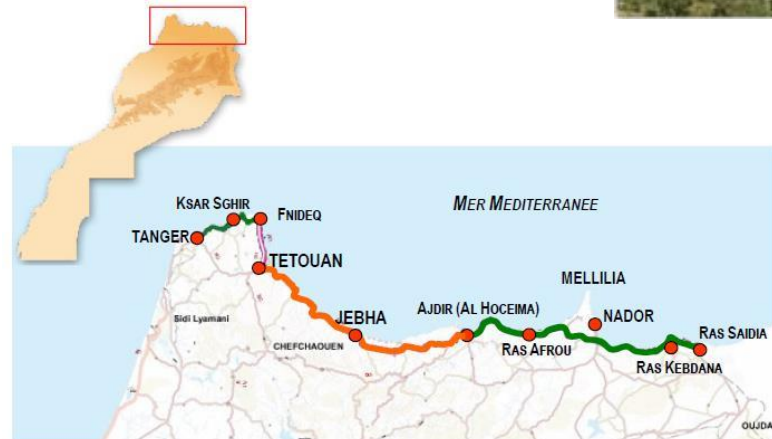 KSAR SGHIR
FNIDEQ
MER MEDITERRANEE
TANGER
TETOUAN
MELLILIA
Sidi Lyamani
JEBHA
AJDIR (AL HOCEIMA)
NADOR
CHEFCHAOUEN
RAS AFROU
RAS SAIDIA
RAS KEBDANA
OUJDA